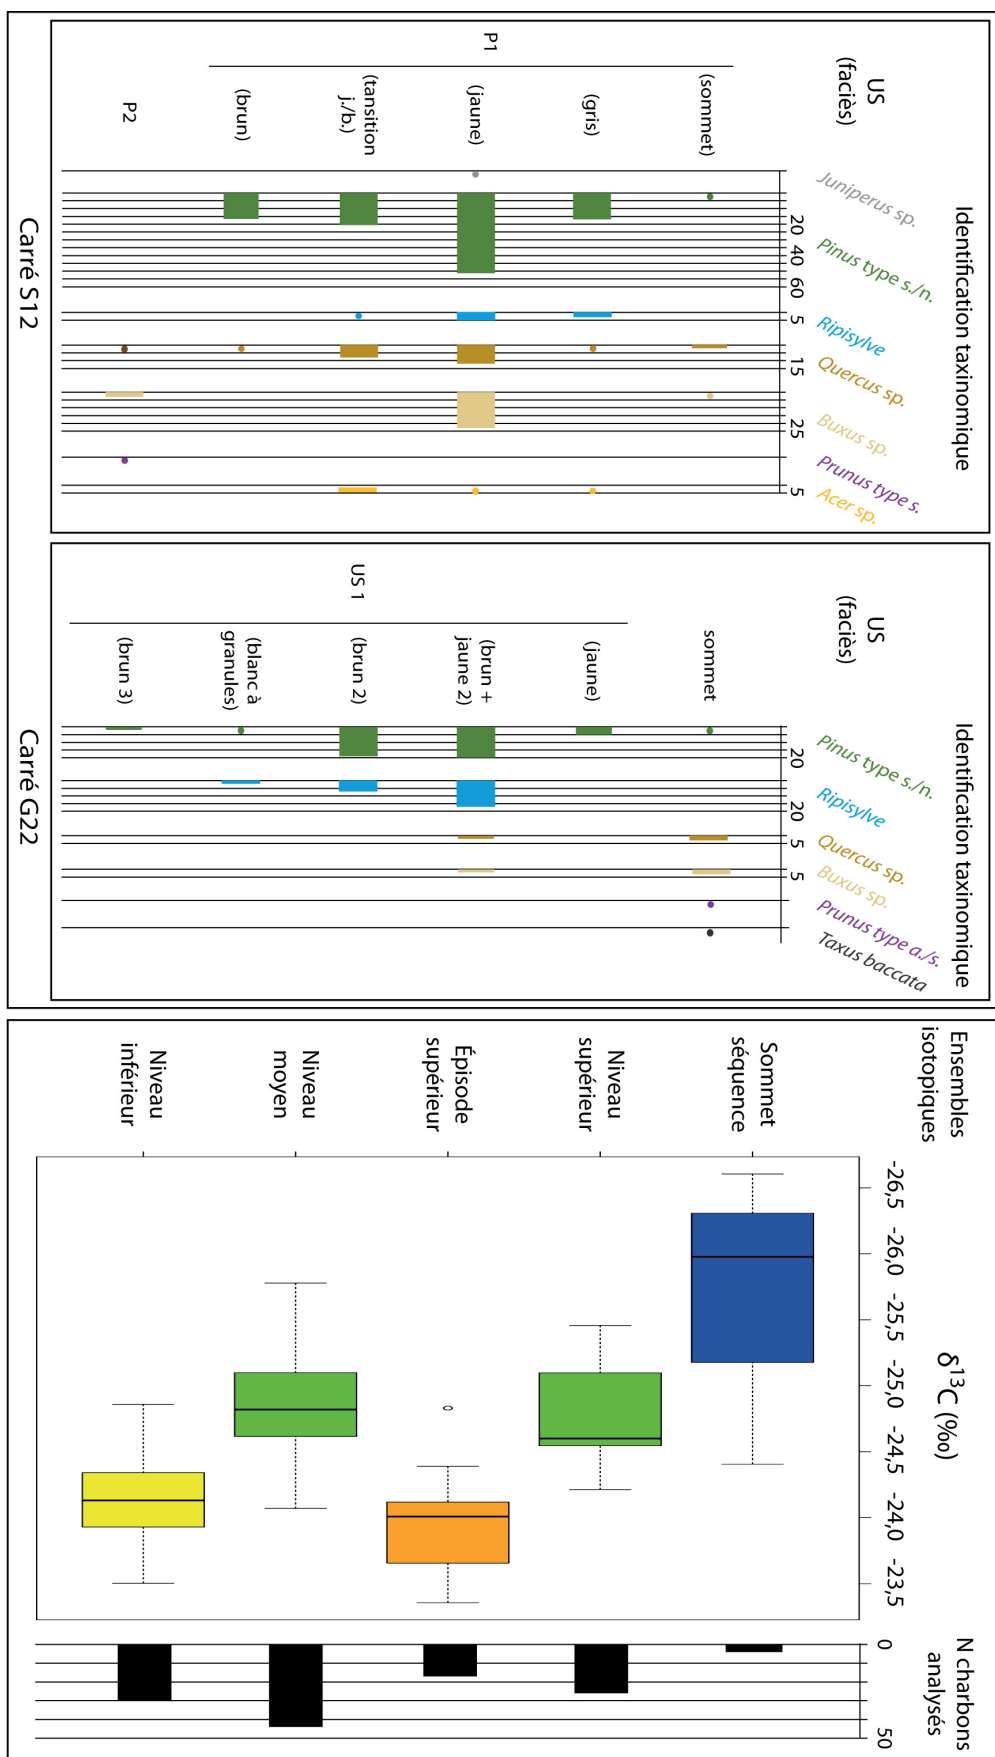 US
(faciès)
Identification taxinomique
Juniperus sp.
Pinus type s./n.
Ripisylve
Quercus sp.
Buxus sp.
Prunus type s.
Acer sp.
20
40
60
5
15
25
5
P1
(sommet)
(gris)
(jaune)
(tansition
j./b.)
(brun)
P2
Carré S12
US
(faciès)
Identification taxinomique
Pinus type s./n.
Ripisylve
Quercus sp.
Buxus sp.
Prunus type a./s.
Taxus baccata
20
20
5
5
sommet
US 1
(jaune)
(brun +
jaune 2)
(brun 2)
(blanc à
granules)
(brun 3)
Carré G22
Ensembles
isotopiques
δ13C (‰)
N charbons
analysés
-26,5
-26,0
-25,5
-25,0
-24,5
-24,0
-23,5
0
50
Sommet
séquence
Niveau
supérieur
Épisode
supérieur
Niveau
moyen
Niveau
inférieur